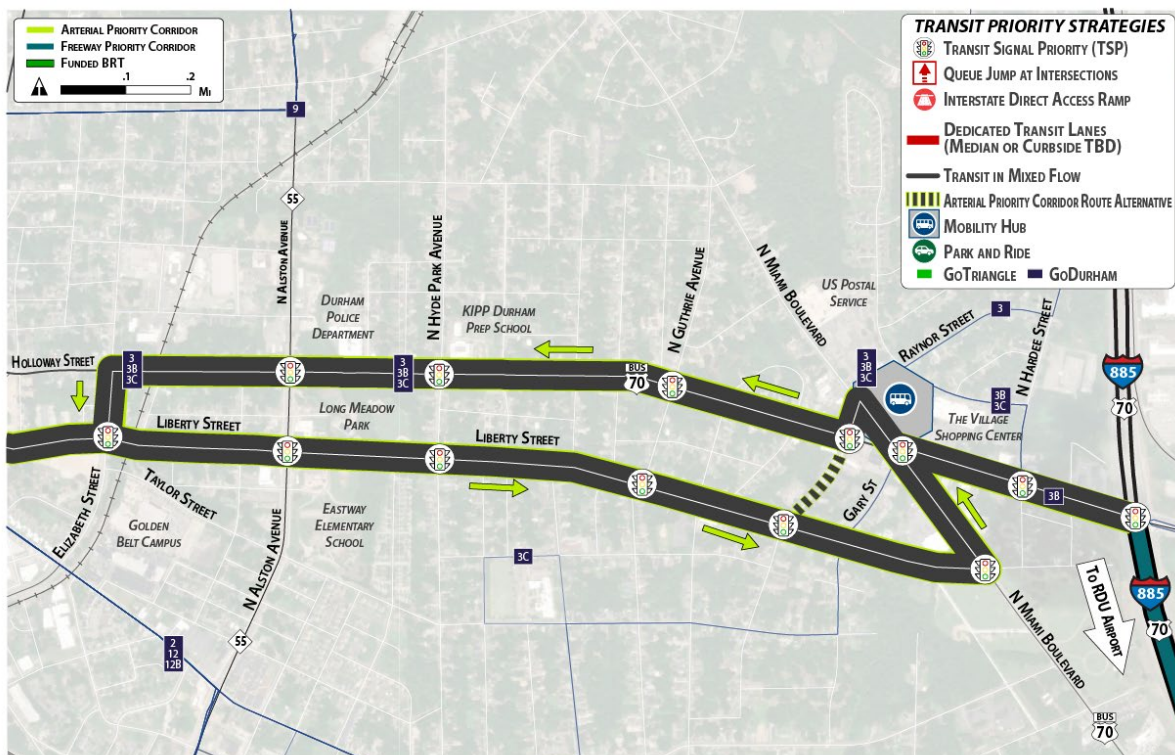 ARTERIAL PRIORITY CORRIDOR
FREEWAY PRIORITY CORRIDOR
FUNDED BRT
.1 .2
MI
TRANSIT PRIORITY STRATEGIES
TRANSIT SIGNAL PRIORITY (TSP)
QUEUE JUMP AT INTERSECTIONS
INTERSTATE DIRECT ACCESS RAMP
DEDICATED TRANSIT LANES
(MEDIAN OR CURBSIDE TBD)
TRANSIT IN MIXED FLOW
ARTERIAL PRIORITY CORRIDOR ROUTE ALTERNATIVE
MOBILITY HUB
PARK AND RIDE
GOTRIANGLE GODURHAM
9
55
N ALSTON AVENUE
DURHAM
POLICE
DEPARTMENT
N HYDE PARK AVENUE
KIPP DURHAM
PREP SCHOOL
N GUTHRIE AVENUE
N MIAMI BOULEVARD
US POSTAL
SERVICE
RAYNOR STREET
3
N HARDEE STREET
HOLLOWAY STREET
3
3B
3C
3
3B
3C
BUS
70
3
3B
3C
3B
3C
THE VILLAGE
SHOPPING CENTER
885
70
LIBERTY STREET
LONG MEADOW
PARK
LIBERTY STREET
3B
GARY ST
ELIZABETH STREET
TAYLOR STREET
GOLDEN
BELT CAMPUS
N ALSTON AVENUE
EASTWAY
ELEMENTARY
SCHOOL
3C
55
2
12
12B
N MIAMI BOULEVARD
TO RDU AIRPORT
885
70
BUS
70